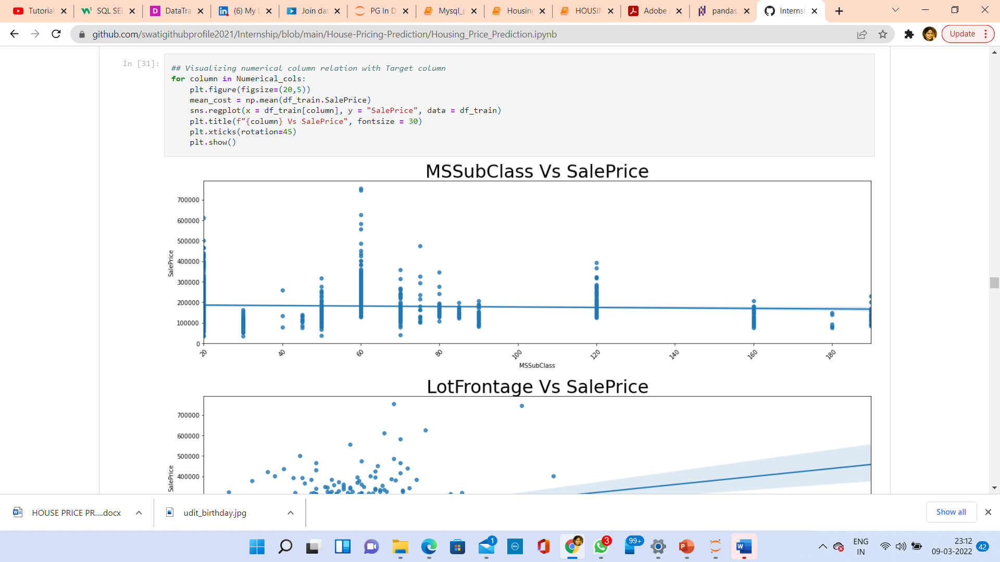 Tutorial
SQL SEL
DataTra
(6) My L
Join dat
PG In D
Mysql_p
Housing
HOUSIN
Adobe A
pandas.
Internsh
github.com/swatigithubprofile2021/Internship/blob/main/House-Pricing-Prediction/Housing_Price_Prediction.ipynb
Update
In [31]:
## Visualizing numerical column relation with Target column
for column in Numerical_cols:
    plt.figure(figsize=(20,5))
    mean_cost = np.mean(df_train.SalePrice)
    sns.regplot(x = df_train[column], y = "SalePrice", data = df_train)
    plt.title(f"{column} Vs SalePrice", fontsize = 30)
    plt.xticks(rotation=45)
    plt.show()
MSSubClass Vs SalePrice
700000
600000
500000
400000
300000
200000
100000
0
SalePrice
20 40 60 80 100 120 140 160 180
MSSubClass
LotFrontage Vs SalePrice
700000
600000
500000
400000
SalePrice
HOUSE PRICE PR....docx
udit_birthday.jpg
Show all
1
DELL
3
99+
ENG
IN
23:12
09-03-2022
42